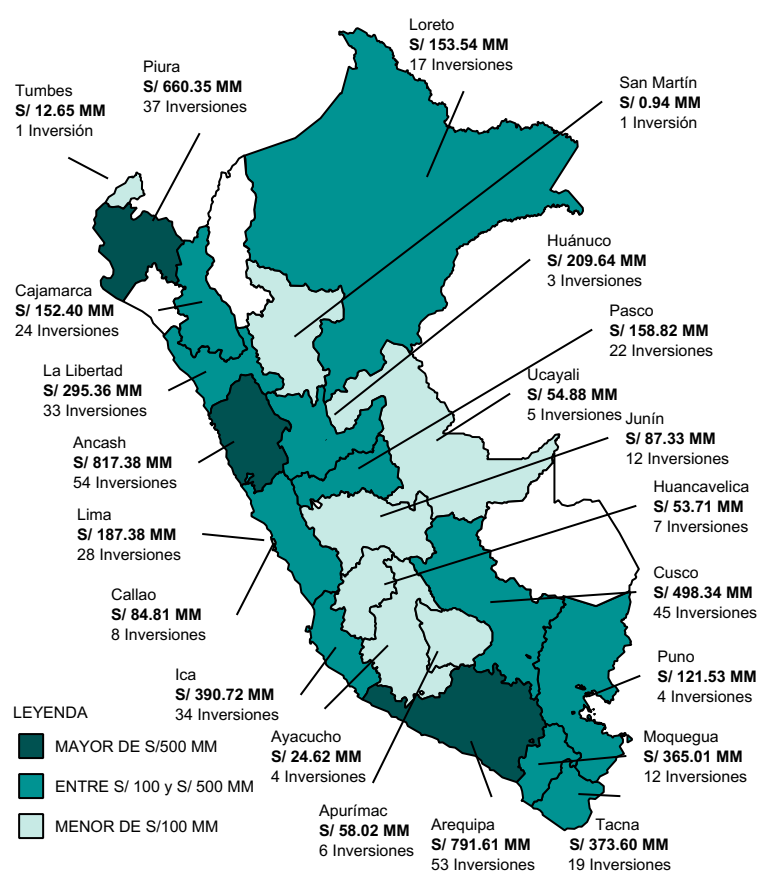 Loreto
S/ 153.54 MM
17 Inversiones
Piura
S/ 660.35 MM
37 Inversiones
San Martín
S/ 0.94 MM
1 Inversión
Tumbes
S/ 12.65 MM
1 Inversión
Huánuco
S/ 209.64 MM
3 Inversiones
Cajamarca
S/ 152.40 MM
24 Inversiones
Pasco
S/ 158.82 MM
22 Inversiones
La Libertad
S/ 295.36 MM
33 Inversiones
Ucayali
S/ 54.88 MM
5 Inversiones
Junín
S/ 87.33 MM
12 Inversiones
Ancash
S/ 817.38 MM
54 Inversiones
Huancavelica
S/ 53.71 MM
7 Inversiones
Lima
S/ 187.38 MM
28 Inversiones
Cusco
S/ 498.34 MM
45 Inversiones
Callao
S/ 84.81 MM
8 Inversiones
Puno
S/ 121.53 MM
4 Inversiones
Ica
S/ 390.72 MM
34 Inversiones
Moquegua
S/ 365.01 MM
12 Inversiones
Ayacucho
S/ 24.62 MM
4 Inversiones
Apurímac
S/ 58.02 MM
6 Inversiones
Arequipa
S/ 791.61 MM
53 Inversiones
Tacna
S/ 373.60 MM
19 Inversiones
LEYENDA
MAYOR DE S/500 MM
ENTRE S/ 100 y S/ 500 MM
MENOR DE S/100 MM